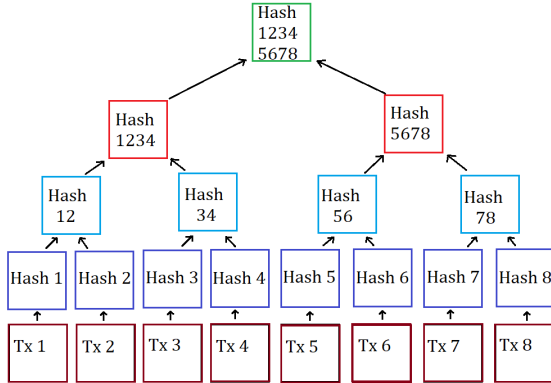 Hash
1234
5678
Hash
1234
Hash
5678
Hash
12
Hash
34
Hash
56
Hash
78
Hash 1
Hash 2
Hash 3
Hash 4
Hash 5
Hash 6
Hash 7
Hash 8
Tx 1
Tx 2
Tx 3
Tx 4
Tx 5
Tx 6
Tx 7
Tx 8